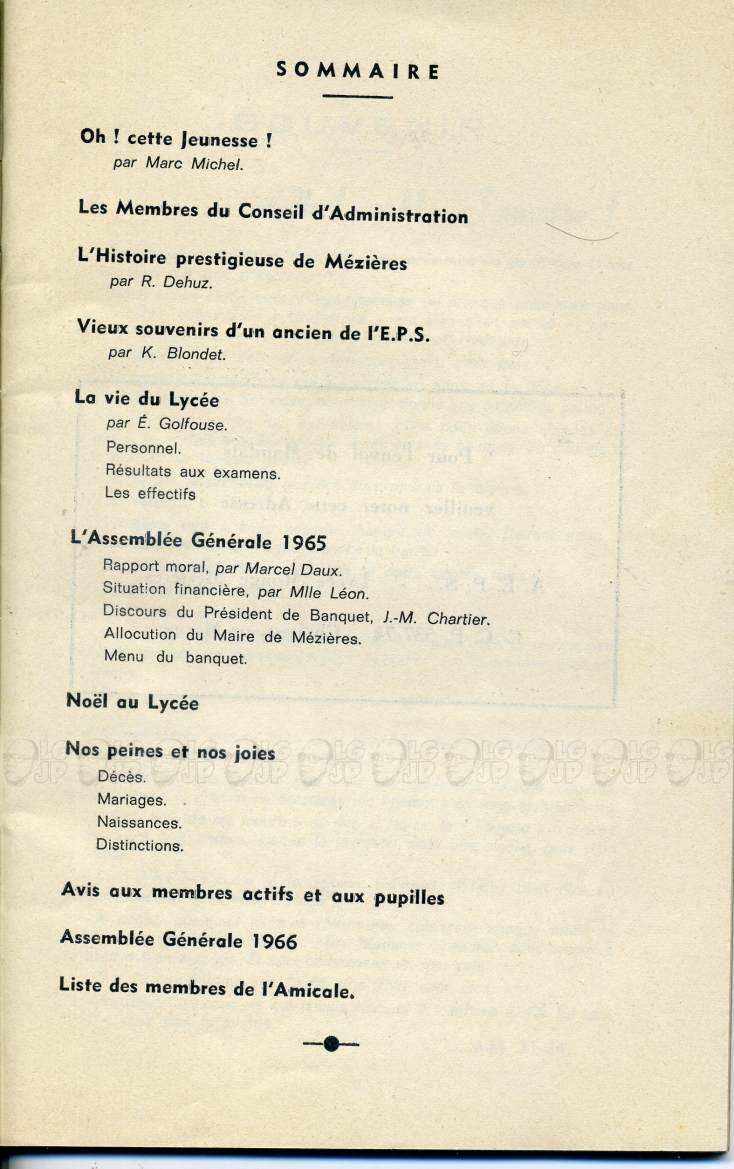 SOMMAIRE
Oh ! cette Jeunesse !
par Marc Michel.
Les Membres du Conseil d'Administration
L'Histoire prestigieuse de Mézières
par R. Dehuz.
Vieux souvenirs d'un ancien de l'E.P.S.
par K. Blondet.
La vie du Lycée
par É. Golfouse.
Personnel.
Résultats aux examens.
Les effectifs
L'Assemblée Générale 1965
Rapport moral, par Marcel Daux.
Situation financière, par Mlle Léon.
Discours du Président de Banquet, J.-M. Chartier.
Allocution du Maire de Mézières.
Menu du banquet.
Noël au Lycée
Nos peines et nos joies
Décès.
Mariages.
Naissances.
Distinctions.
Avis aux membres actifs et aux pupilles
Assemblée Générale 1966
Liste des membres de l'Amicale.